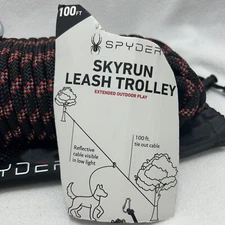 100FT
SPYDER
SKYRUN
LEASH TROLLEY
EXTENDED OUTDOOR PLAY
100 ft.
tie out cable
Reflective
cable visible
in low light
YDER